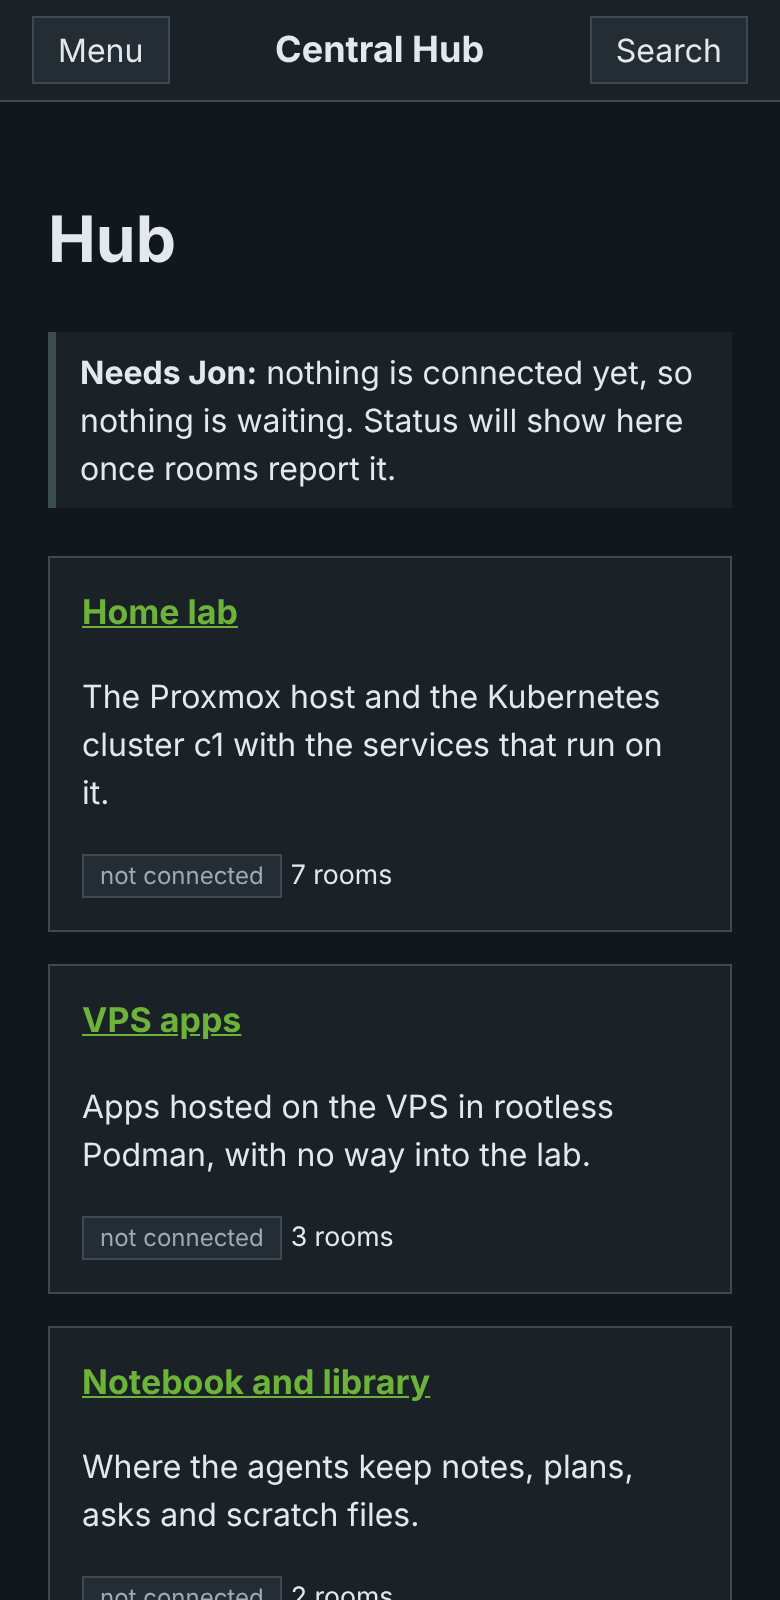 Menu
Central Hub
Search
Hub
Needs Jon: nothing is connected yet, so
nothing is waiting. Status will show here
once rooms report it.
Home lab
The Proxmox host and the Kubernetes
cluster c1 with the services that run on
it.
not connected 7 rooms
VPS apps
Apps hosted on the VPS in rootless
Podman, with no way into the lab.
not connected 3 rooms
Notebook and library
Where the agents keep notes, plans,
asks and scratch files.
not connected 2 rooms